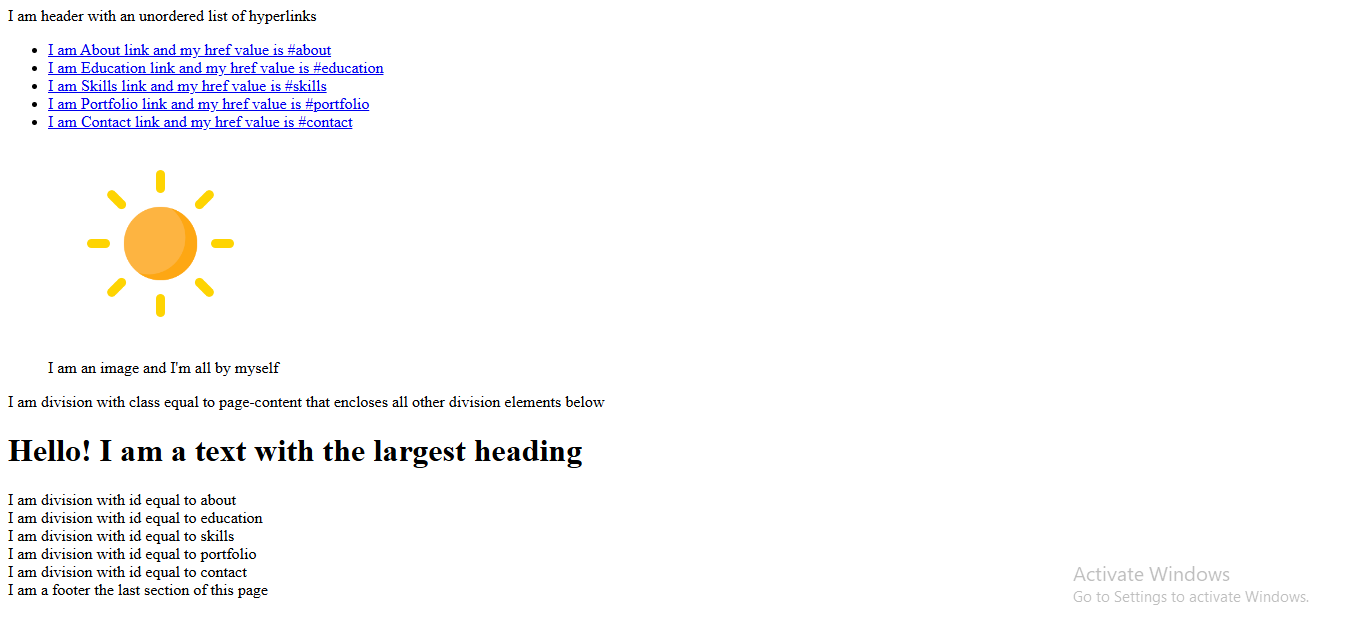 I am header with an unordered list of hyperlinks
I am About link and my href value is #about
I am Education link and my href value is #education
I am Skills link and my href value is #skills
I am Portfolio link and my href value is #portfolio
I am Contact link and my href value is #contact
I am an image and I'm all by myself
I am division with class equal to page-content that encloses all other division elements below
Hello! I am a text with the largest heading
I am division with id equal to about
I am division with id equal to education
I am division with id equal to skills
I am division with id equal to portfolio
I am division with id equal to contact
I am a footer the last section of this page
Activate Windows
Go to Settings to activate Windows.